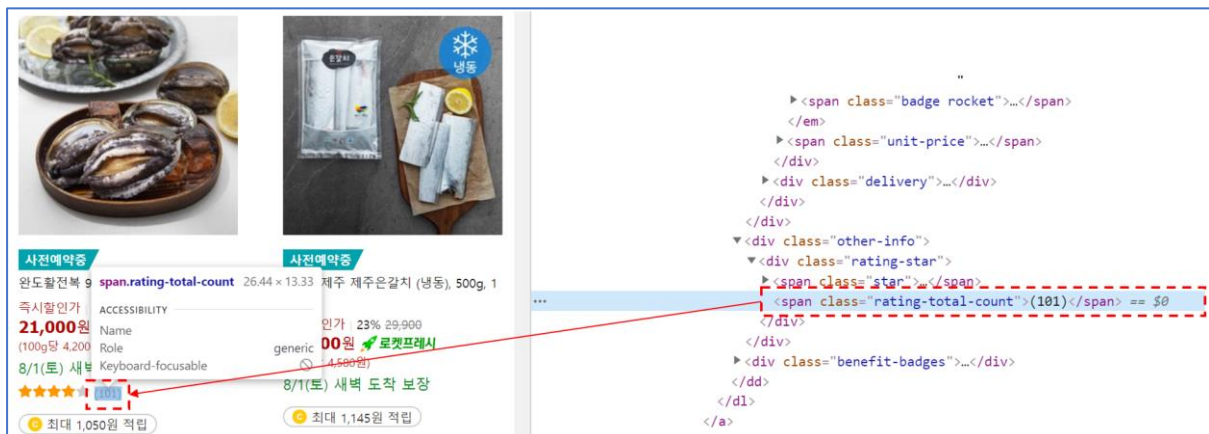 은갈치
냉동
사전예약중
사전예약중
완도활전복 9
제주 제주은갈치 (냉동), 500g, 1
span.rating-total-count 26.44 × 13.33
ACCESSIBILITY
Name
Role generic
Keyboard-focusable
즉시할인가
21,000원
(100g당 4,200
8/1(토) 새벽
(101)
최대 1,050원 적립
인가 23% 29,900
00원 로켓프레시
4,580원)
8/1(토) 새벽 도착 보장
최대 1,145원 적립
"
▶<span class="badge rocket">…</span>
</em>
▶<span class="unit-price">…</span>
</div>
▶<div class="delivery">…</div>
</div>
</div>
▼<div class="other-info">
▼<div class="rating-star">
▶<span class="star">…</span>
… <span class="rating-total-count">(101)</span> == $0
</div>
</div>
▶<div class="benefit-badges">…</div>
</dd>
</dl>
</a>